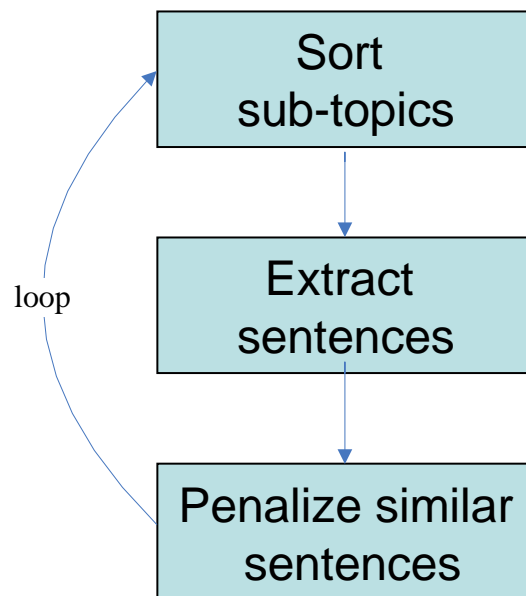 Sort
sub-topics
Extract
sentences
loop
Penalize similar
sentences